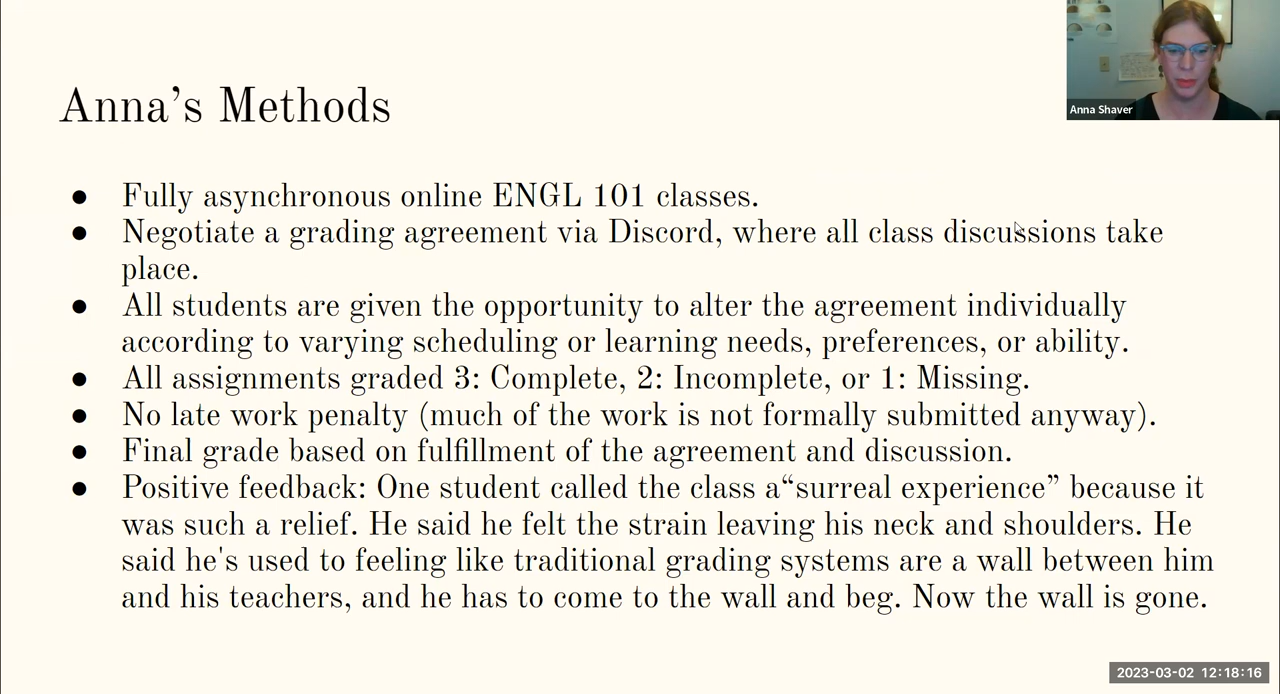 Anna Shaver
Anna’s Methods
● Fully asynchronous online ENGL 101 classes.
● Negotiate a grading agreement via Discord, where all class discussions take
place.
● All students are given the opportunity to alter the agreement individually
according to varying scheduling or learning needs, preferences, or ability.
● All assignments graded 3: Complete, 2: Incomplete, or 1: Missing.
● No late work penalty (much of the work is not formally submitted anyway).
● Final grade based on fulfillment of the agreement and discussion.
● Positive feedback: One student called the class a“surreal experience” because it
was such a relief. He said he felt the strain leaving his neck and shoulders. He
said he's used to feeling like traditional grading systems are a wall between him
and his teachers, and he has to come to the wall and beg. Now the wall is gone.
2023-03-02 12:18:16